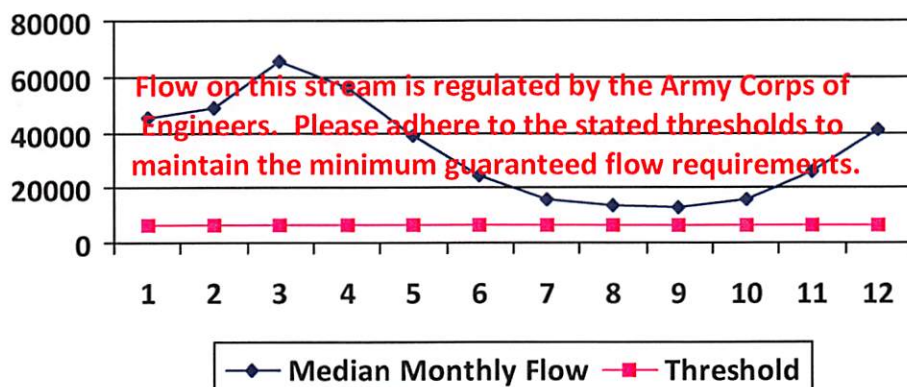 80000
60000
40000
20000
0
Flow on this stream is regulated by the Army Corps of
Engineers. Please adhere to the stated thresholds to
maintain the minimum guaranteed flow requirements.
1 2 3 4 5 6 7 8 9 10 11 12
Median Monthly Flow Threshold